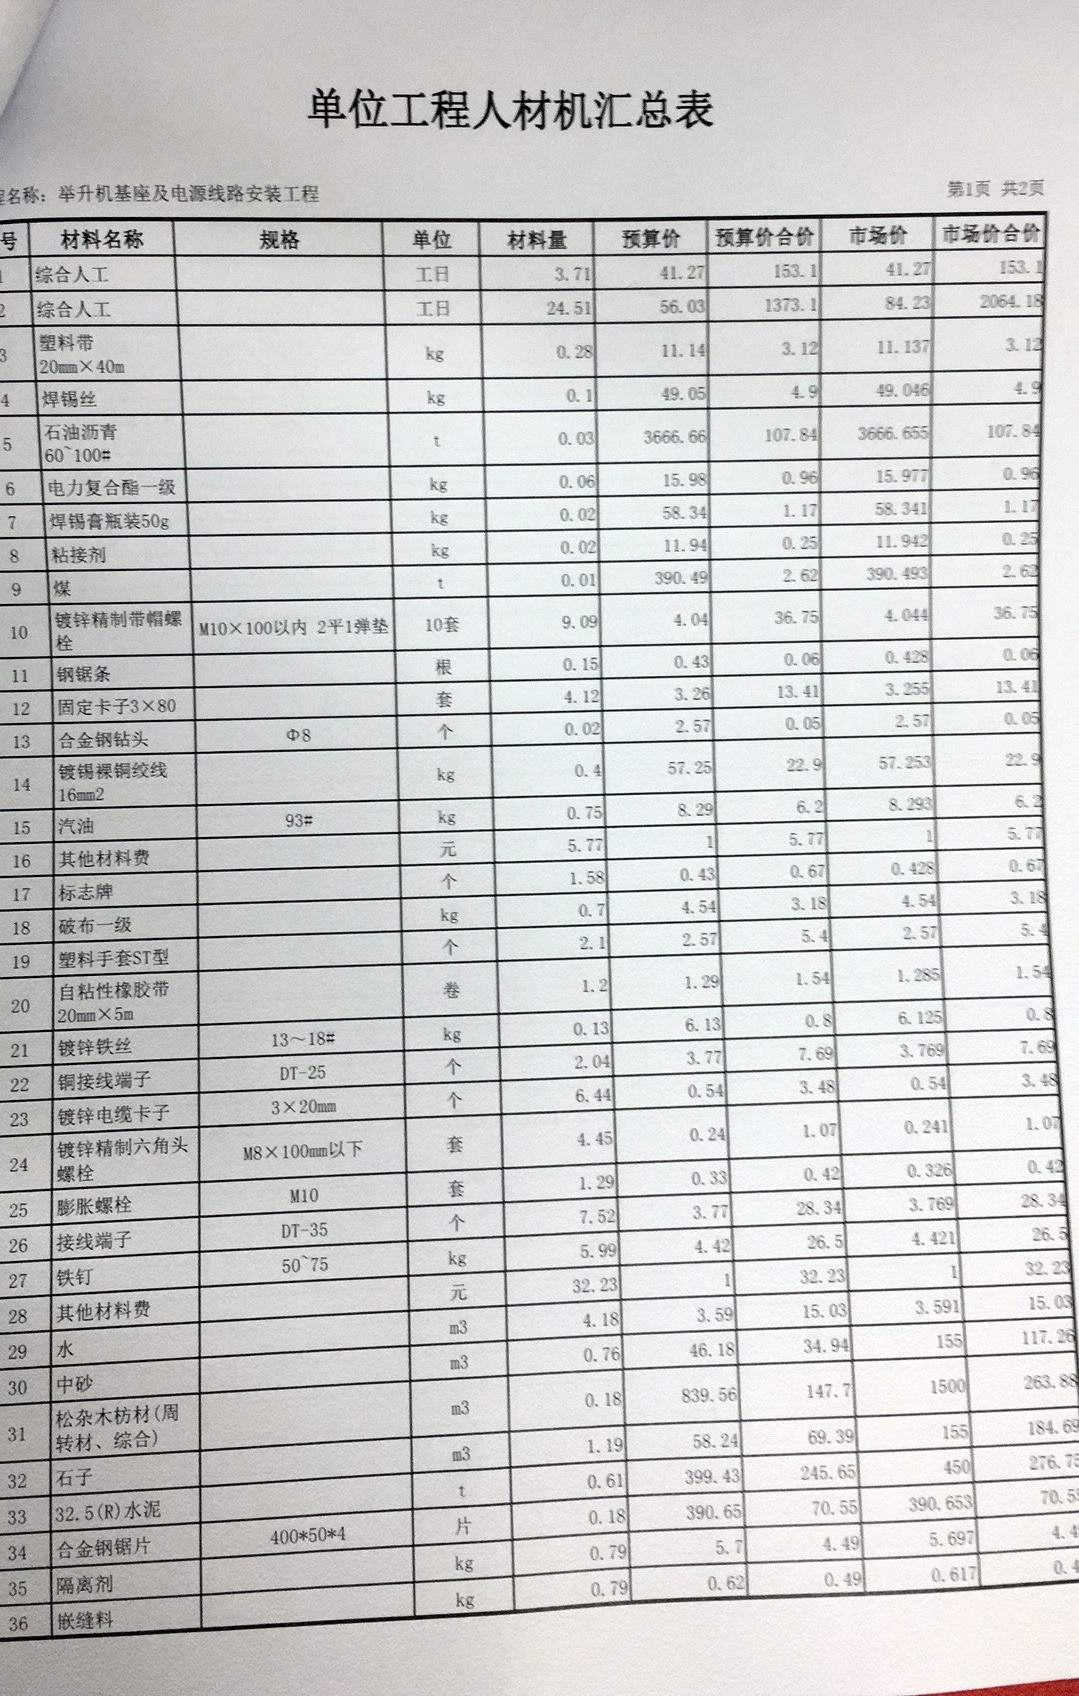 单位工程人材机汇总表
程名称：举升机基座及电源线路安装工程 第1页 共2页
号 材料名称 规格 单位 材料量 预算价 预算价合价 市场价 市场价合价
1 综合人工 工日 3.71 41.27 153.1 41.27 153.1
2 综合人工 工日 24.51 56.03 1373.1 84.23 2064.18
3 塑料带 kg 0.28 11.14 3.12 11.137 3.12
20mm×40m
4 焊锡丝 kg 0.1 49.05 4.9 49.046 4.9
5 石油沥青 t 0.03 3666.66 107.84 3666.655 107.84
60~100#
6 电力复合酯一级 kg 0.06 15.98 0.96 15.977 0.96
7 焊锡膏瓶装50g kg 0.02 58.34 1.17 58.341 1.17
8 粘接剂 kg 0.02 11.94 0.25 11.942 0.25
9 煤 t 0.01 390.49 2.62 390.493 2.62
10 镀锌精制带帽螺 M10×100以内 2平1弹垫 10套 9.09 4.04 36.75 4.044 36.75
栓
11 钢锯条 根 0.15 0.43 0.06 0.428 0.06
12 固定卡子3×80 套 4.12 3.26 13.41 3.255 13.41
13 合金钢钻头 Φ8 个 0.02 2.57 0.05 2.57 0.05
14 镀锡裸铜绞线 kg 0.4 57.25 22.9 57.253 22.9
16mm2
15 汽油 93# kg 0.75 8.29 6.2 8.293 6.2
16 其他材料费 元 5.77 1 5.77 1 5.77
17 标志牌 个 1.58 0.43 0.67 0.428 0.67
18 破布一级 kg 0.7 4.54 3.18 4.54 3.18
19 塑料手套ST型 个 2.1 2.57 5.4 2.57 5.4
20 自粘性橡胶带 卷 1.2 1.29 1.54 1.285 1.54
20mm×5m
21 镀锌铁丝 13～18# kg 0.13 6.13 0.8 6.125 0.8
22 铜接线端子 DT-25 个 2.04 3.77 7.69 3.769 7.69
23 镀锌电缆卡子 3×20mm 个 6.44 0.54 3.48 0.54 3.48
24 镀锌精制六角头 M8×100mm以下 套 4.45 0.24 1.07 0.241 1.07
螺栓
25 膨胀螺栓 M10 套 1.29 0.33 0.42 0.326 0.42
26 接线端子 DT-35 个 7.52 3.77 28.34 3.769 28.34
27 铁钉 50~75 kg 5.99 4.42 26.5 4.421 26.5
28 其他材料费 元 32.23 1 32.23 1 32.23
29 水 m3 4.18 3.59 15.03 3.591 15.03
30 中砂 m3 0.76 46.18 34.94 155 117.26
31 松杂木枋材(周 m3 0.18 839.56 147.7 1500 263.88
转材、综合)
32 石子 m3 1.19 58.24 69.39 155 184.69
33 32.5(R)水泥 t 0.61 399.43 245.65 450 276.75
34 合金钢锯片 400*50*4 片 0.18 390.65 70.55 390.653 70.5
35 隔离剂 kg 0.79 5.7 4.49 5.697 4.4
36 嵌缝料 kg 0.79 0.62 0.49 0.617 0.4